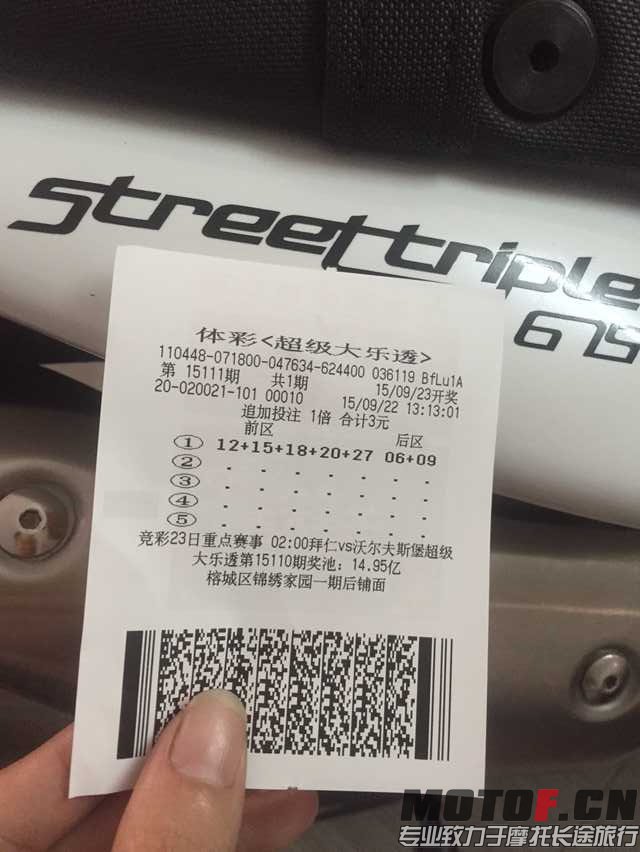 streettriple
675
体彩<超级大乐透>
110448-071800-047634-624400 036119 BfLu1A
第 15111期 共1期 15/09/23开奖
20-020021-101 00010 15/09/22 13:13:01
追加投注 1倍 合计3元
前区 后区
① 12+15+18+20+27 06+09
②
③
④
⑤
竞彩23日重点赛事 02:00拜仁vs沃尔夫斯堡超级
大乐透第15110期奖池：14.95亿
榕城区锦绣家园一期后铺面
MOTOF.CN
专业致力于摩托长途旅行